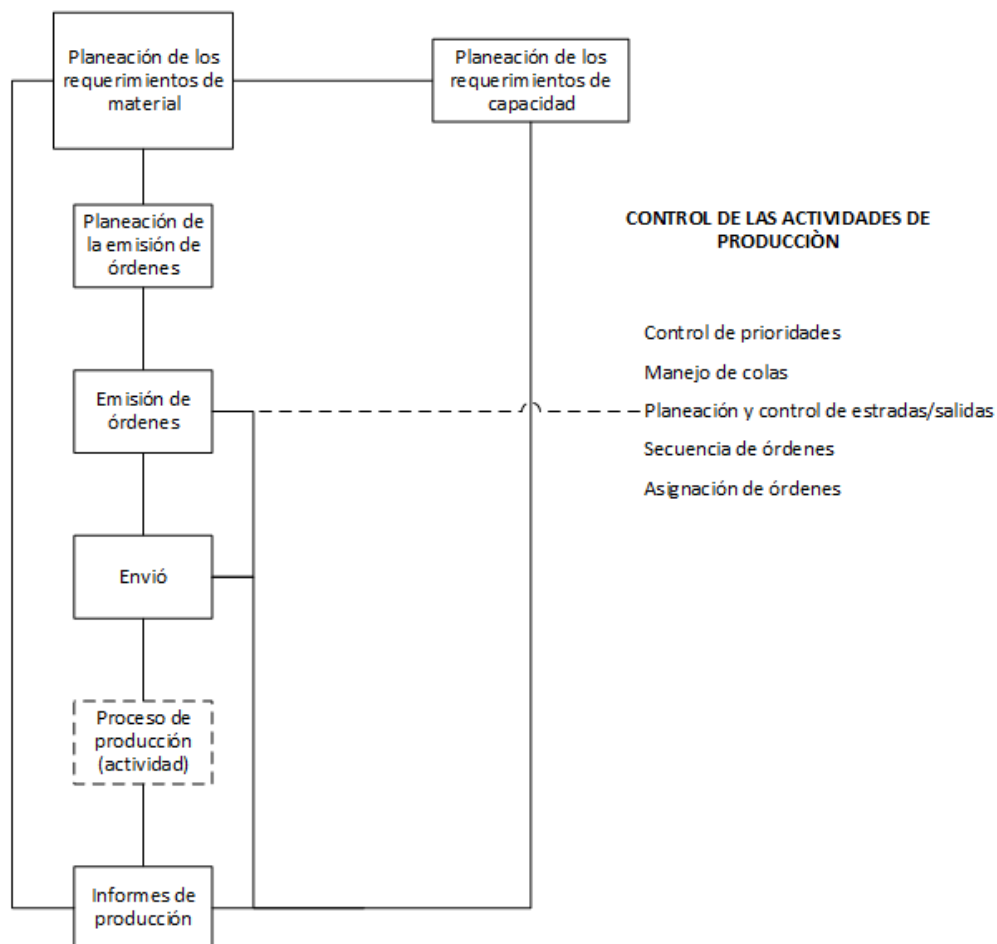 Planeación de los
requerimientos de
material
Planeación de los
requerimientos de
capacidad
Planeación de
la emisión de
órdenes
CONTROL DE LAS ACTIVIDADES DE
PRODUCCIÒN
Control de prioridades
Manejo de colas
Emisión de
órdenes
Planeación y control de estradas/salidas
Secuencia de órdenes
Asignación de órdenes
Envió
Proceso de
producción
(actividad)
Informes de
producción